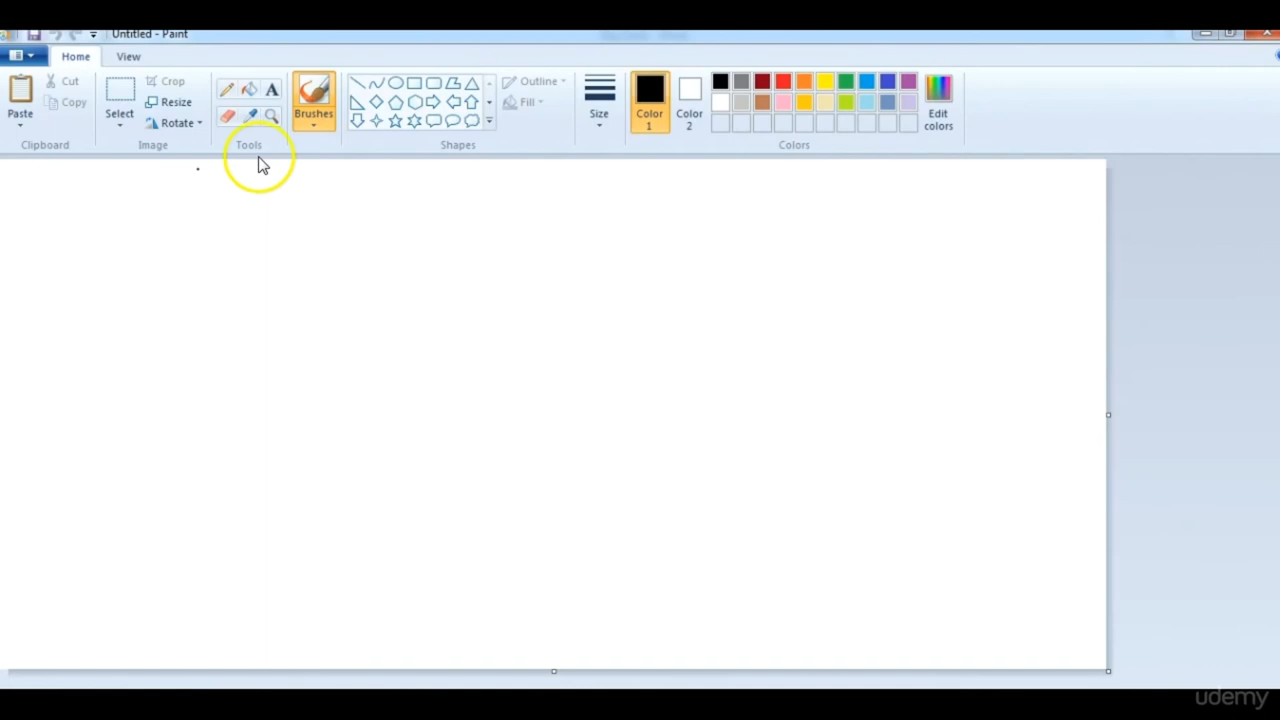 Untitled - Paint
Home View
Paste
Cut
Copy
Clipboard
Select
Crop
Resize
Rotate
Image
A
Tools
Brushes
Outline
Fill
Shapes
Size
Color 1
Color 2
Edit colors
Colors
udemy